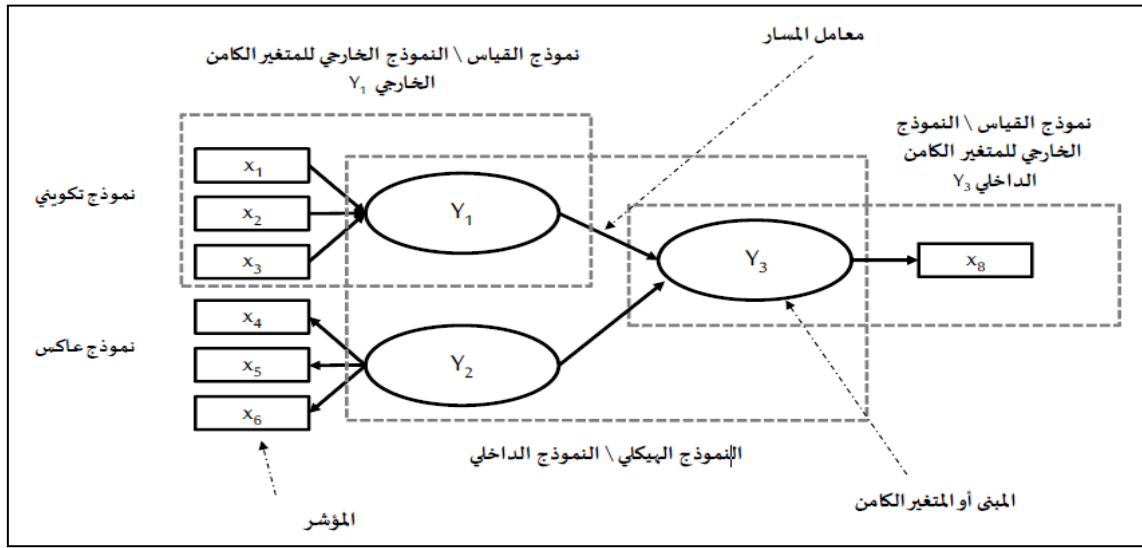 معامل المسار
نموذج القياس \ النموذج الخارجي للمتغير الكامن
الخارجي Y₁
نموذج القياس \ النموذج
الخارجي للمتغير الكامن
الداخلي Y₃
نموذج تكويني
x₁
x₂
x₃
Y₁
Y₃
x₈
نموذج عاكس
x₄
x₅
x₆
Y₂
النموذج الهيكلي \ النموذج الداخلي
المبنى أو المتغير الكامن
المؤشر